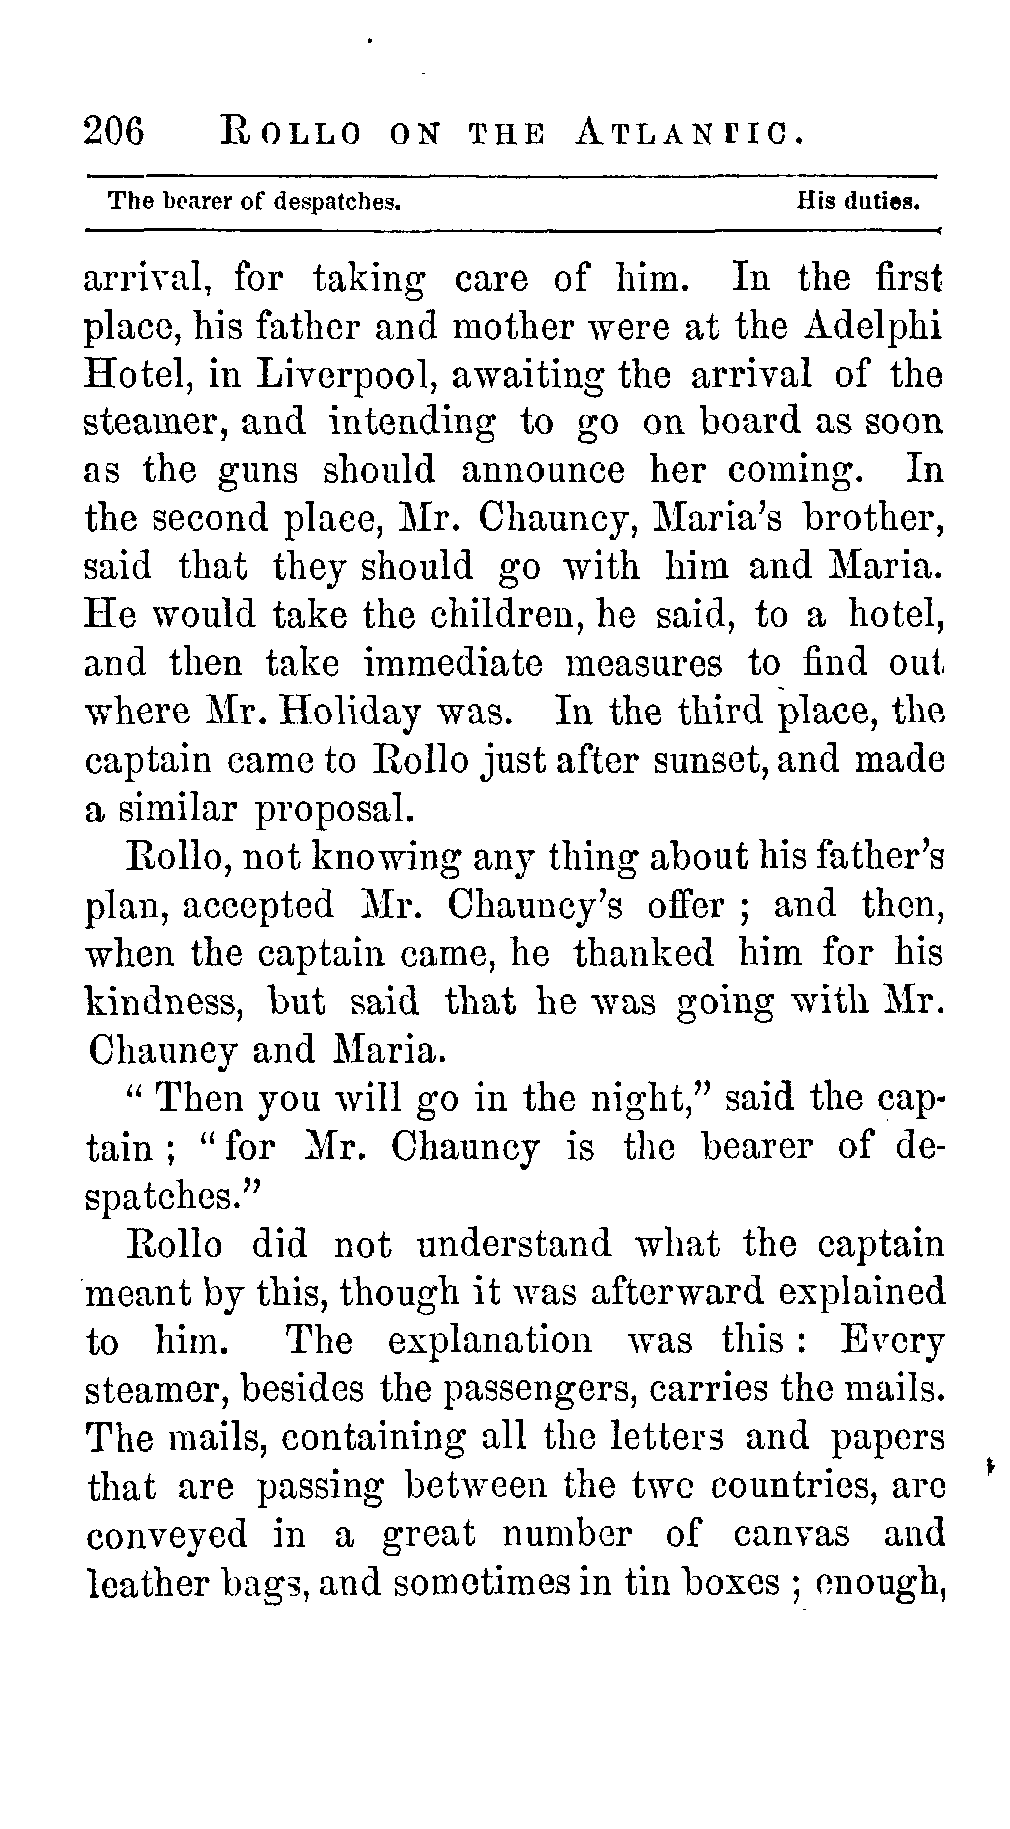 206 ROLLO ON THE ATLANTIC.
The bearer of despatches. His duties.
arrival, for taking care of him. In the first
place, his father and mother were at the Adelphi
Hotel, in Liverpool, awaiting the arrival of the
steamer, and intending to go on board as soon
as the guns should announce her coming. In
the second place, Mr. Chauncy, Maria's brother,
said that they should go with him and Maria.
He would take the children, he said, to a hotel,
and then take immediate measures to find out
where Mr. Holiday was. In the third place, the
captain came to Rollo just after sunset, and made
a similar proposal.
Rollo, not knowing any thing about his father's
plan, accepted Mr. Chauncy's offer ; and then,
when the captain came, he thanked him for his
kindness, but said that he was going with Mr.
Chauncy and Maria.
" Then you will go in the night," said the cap-
tain ; " for Mr. Chauncy is the bearer of de-
spatches."
Rollo did not understand what the captain
meant by this, though it was afterward explained
to him. The explanation was this : Every
steamer, besides the passengers, carries the mails.
The mails, containing all the letters and papers
that are passing between the two countries, are
conveyed in a great number of canvas and
leather bags, and sometimes in tin boxes ; enough,